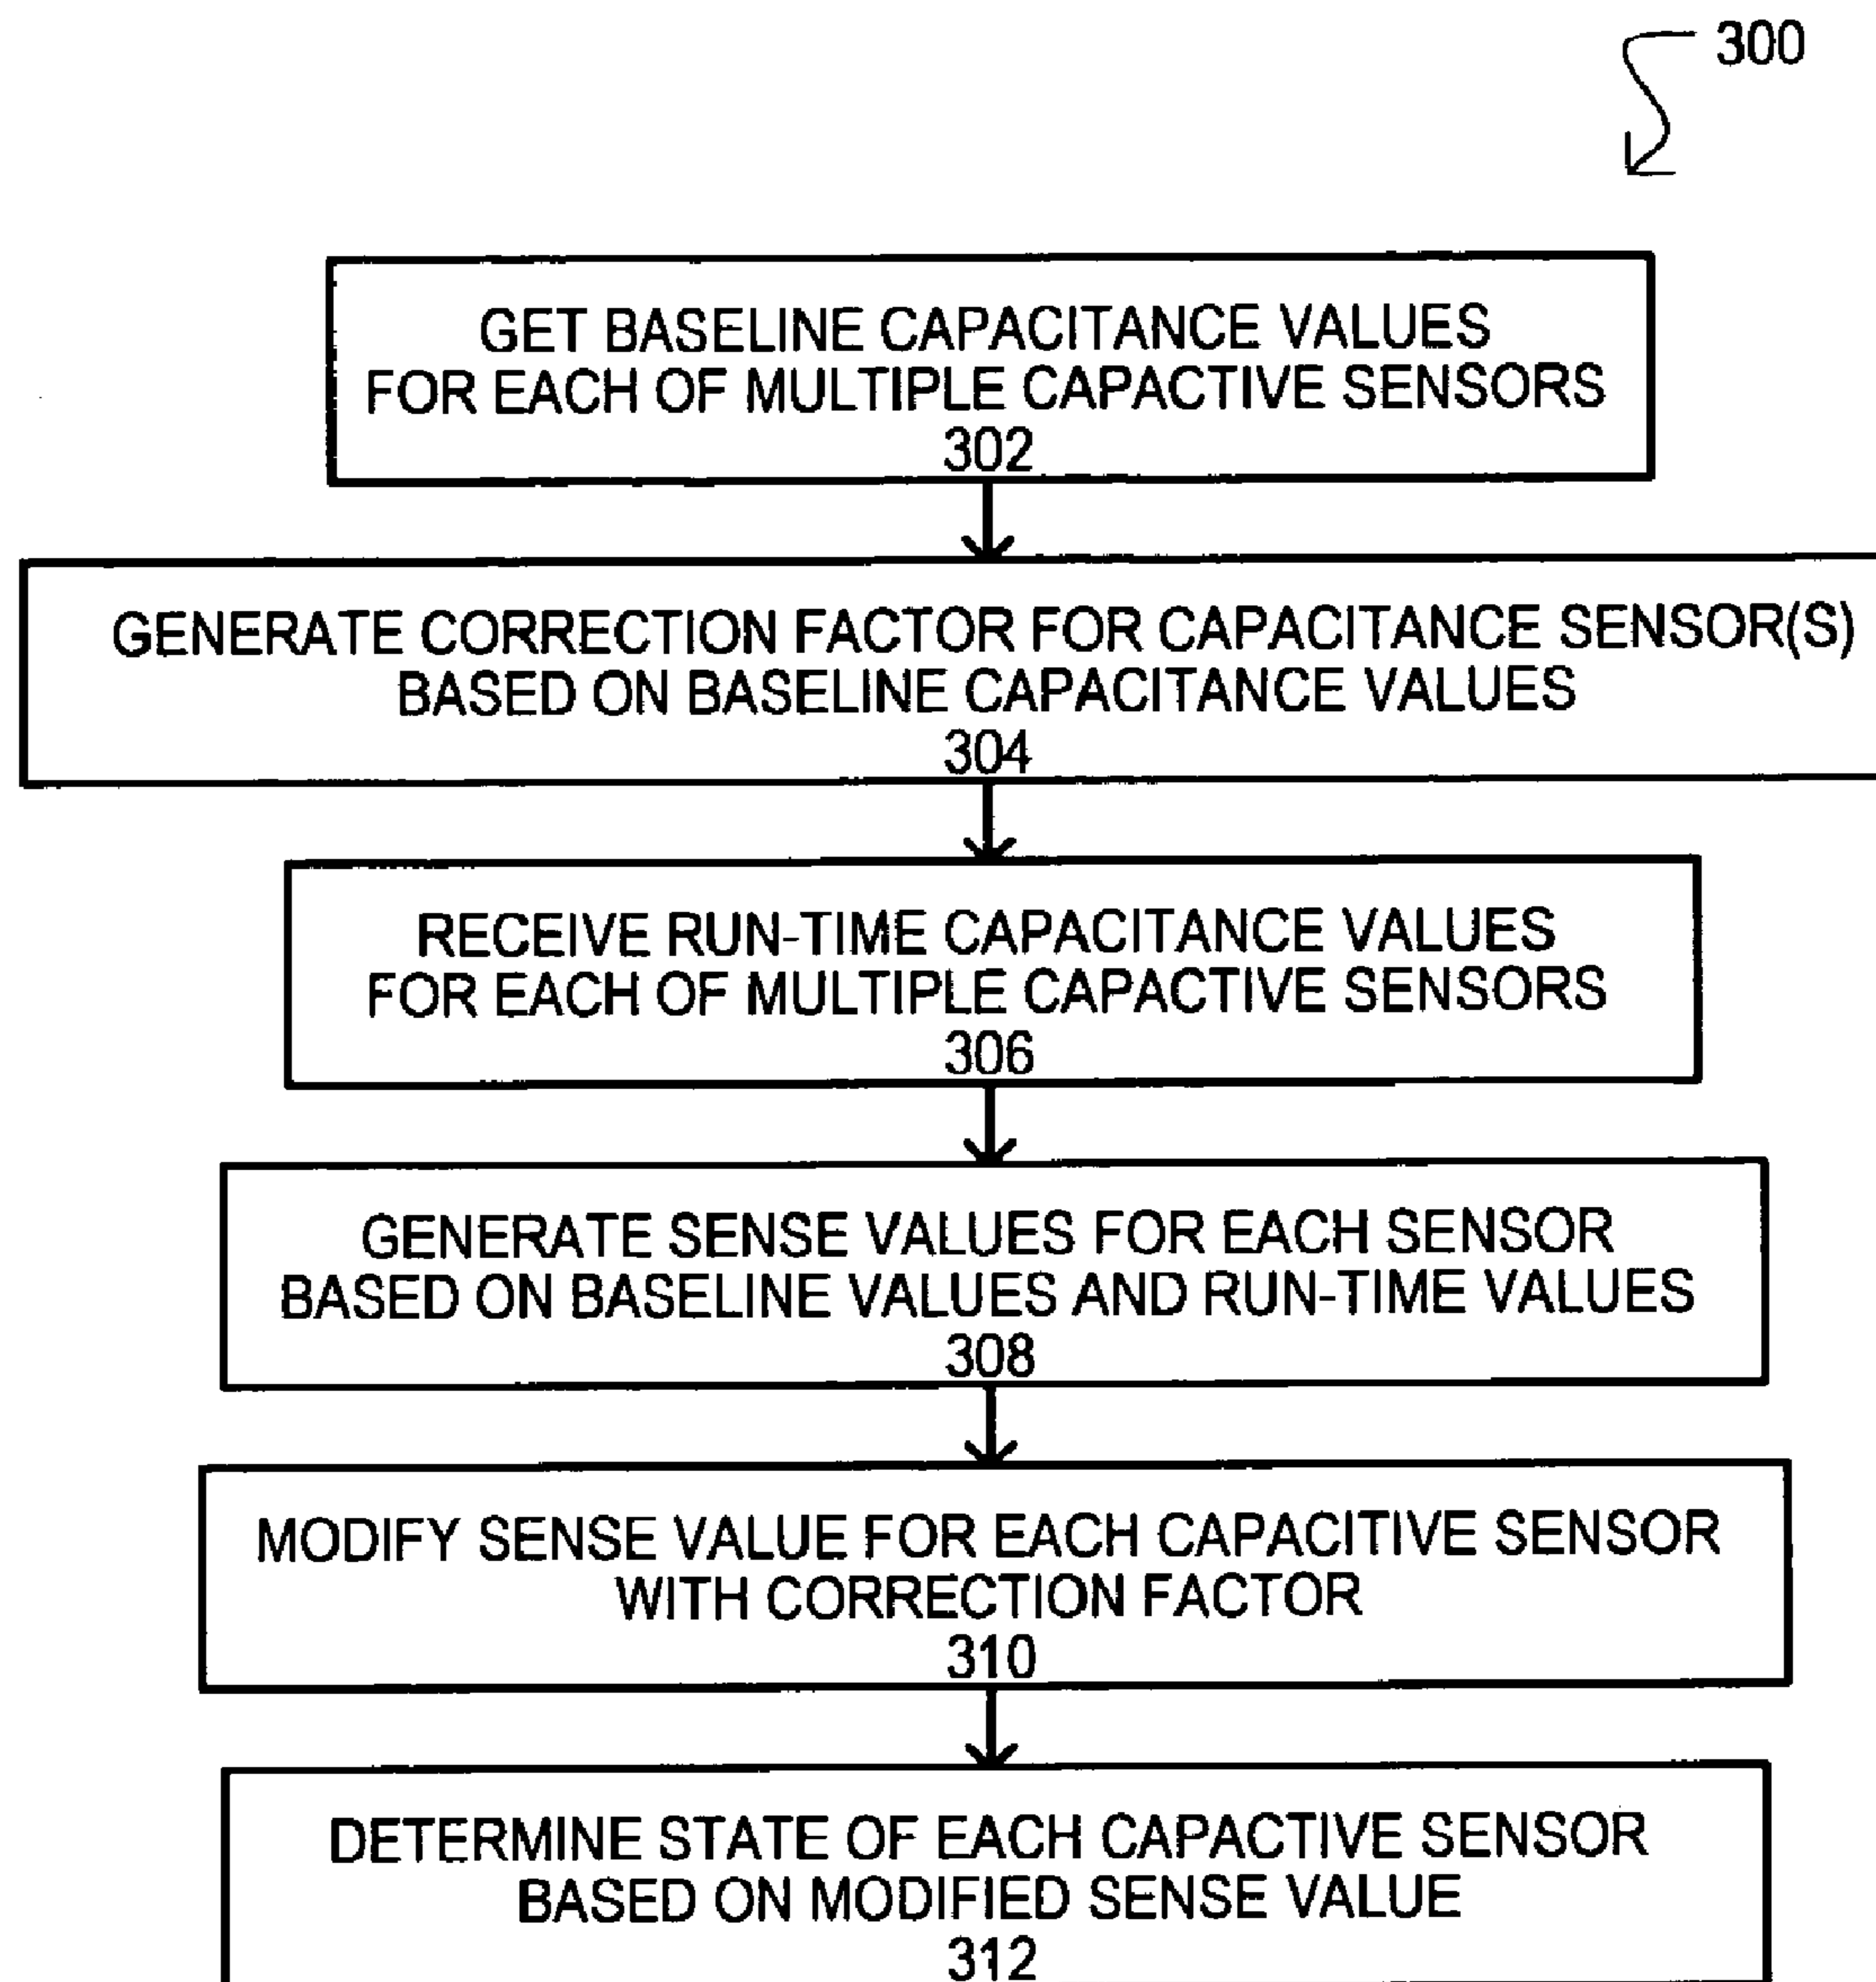 300
GET BASELINE CAPACITANCE VALUES
FOR EACH OF MULTIPLE CAPACTIVE SENSORS
302
GENERATE CORRECTION FACTOR FOR CAPACITANCE SENSOR(S)
BASED ON BASELINE CAPACITANCE VALUES
304
RECEIVE RUN-TIME CAPACITANCE VALUES
FOR EACH OF MULTIPLE CAPACTIVE SENSORS
306
GENERATE SENSE VALUES FOR EACH SENSOR
BASED ON BASELINE VALUES AND RUN-TIME VALUES
308
MODIFY SENSE VALUE FOR EACH CAPACITIVE SENSOR
WITH CORRECTION FACTOR
310
DETERMINE STATE OF EACH CAPACTIVE SENSOR
BASED ON MODIFIED SENSE VALUE
312